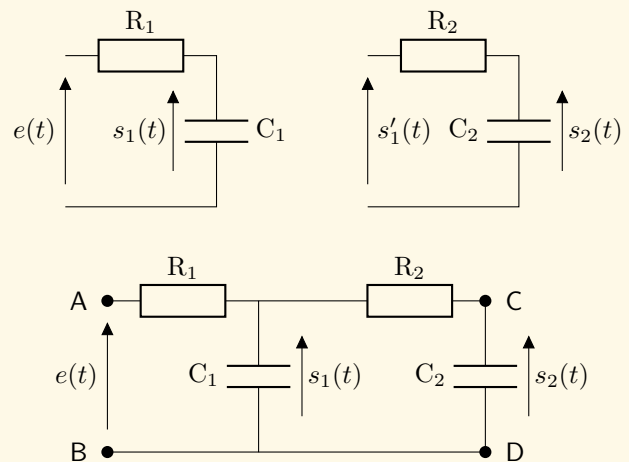 R₁
e(t)
s₁(t)
C₁
R₂
s′₁(t)
C₂
s₂(t)
A
R₁
R₂
C
e(t)
C₁
s₁(t)
C₂
s₂(t)
B
D